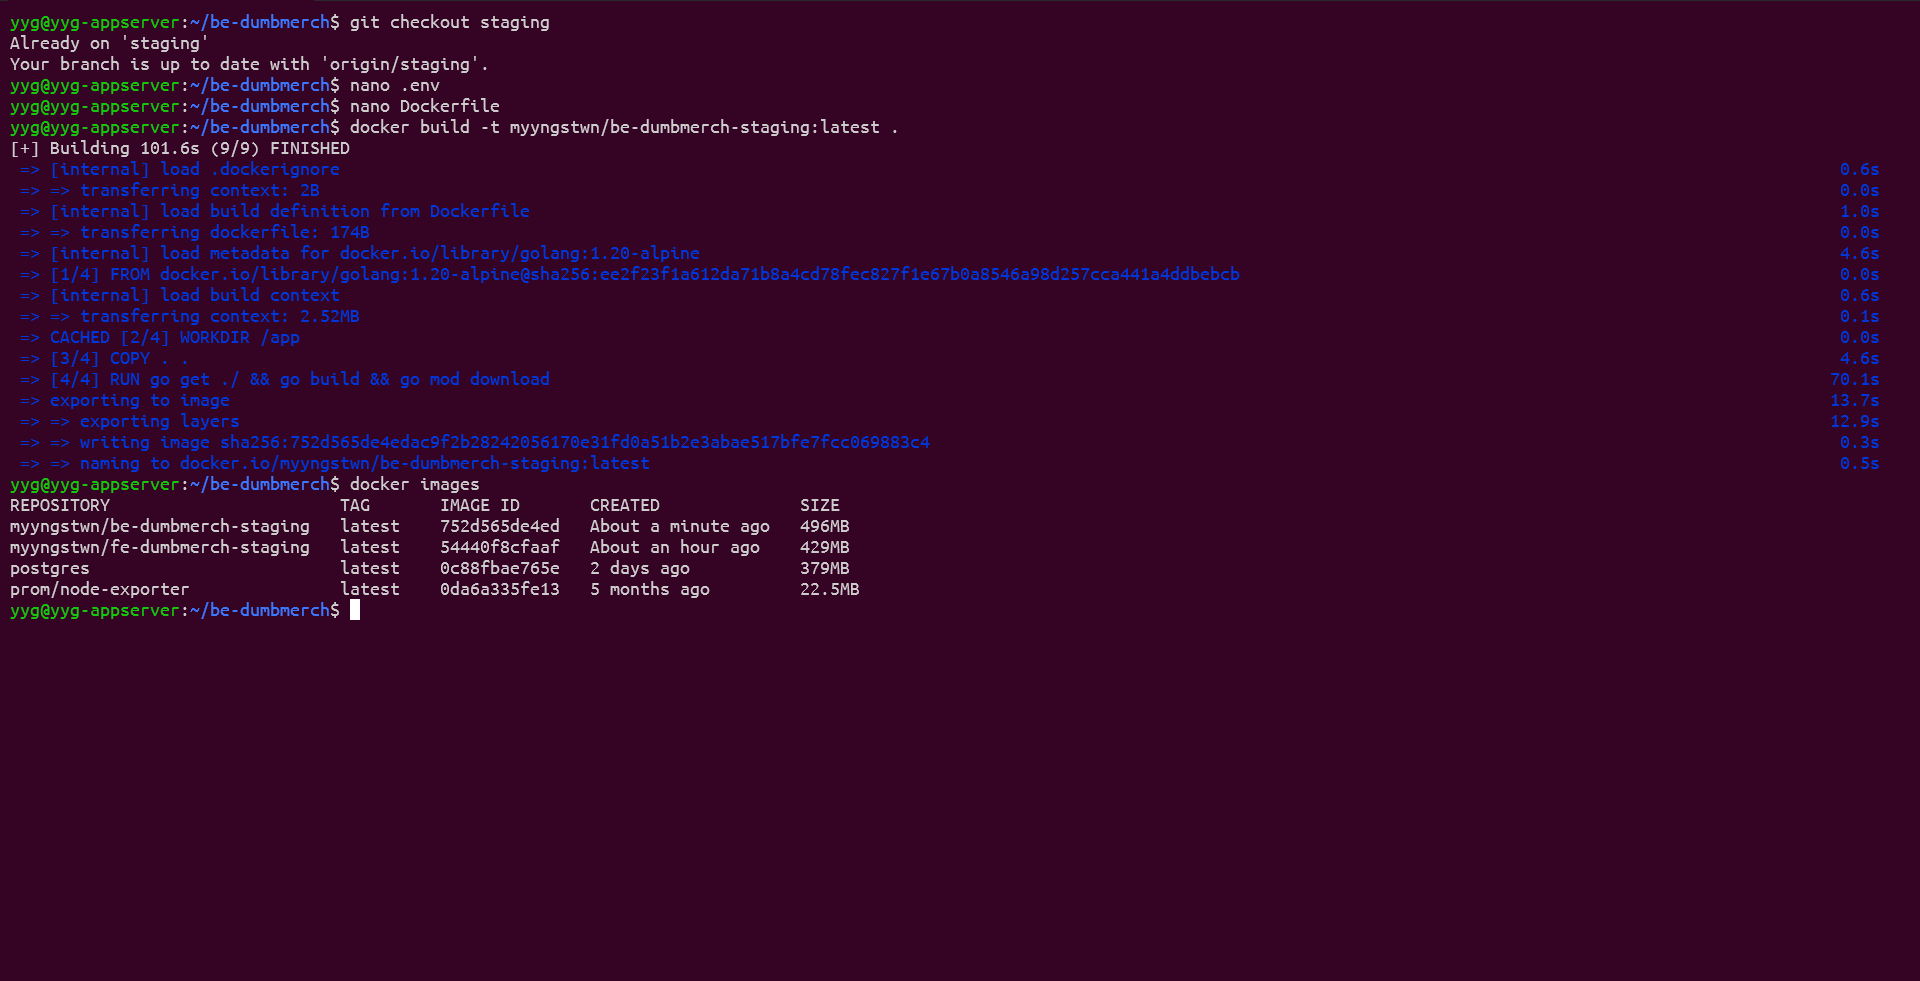 yyg@yyg-appserver:~/be-dumbmerch$ git checkout staging
Already on 'staging'
Your branch is up to date with 'origin/staging'.
yyg@yyg-appserver:~/be-dumbmerch$ nano .env
yyg@yyg-appserver:~/be-dumbmerch$ nano Dockerfile
yyg@yyg-appserver:~/be-dumbmerch$ docker build -t myyngstwn/be-dumbmerch-staging:latest .
[+] Building 101.6s (9/9) FINISHED
=> [internal] load .dockerignore 0.6s
=> => transferring context: 2B 0.0s
=> [internal] load build definition from Dockerfile 1.0s
=> => transferring dockerfile: 174B 0.0s
=> [internal] load metadata for docker.io/library/golang:1.20-alpine 4.6s
=> [1/4] FROM docker.io/library/golang:1.20-alpine@sha256:ee2f23f1a612da71b8a4cd78fec827f1e67b0a8546a98d257cca441a4ddbebcb 0.0s
=> [internal] load build context 0.6s
=> => transferring context: 2.52MB 0.1s
=> CACHED [2/4] WORKDIR /app 0.0s
=> [3/4] COPY . . 4.6s
=> [4/4] RUN go get ./ && go build && go mod download 70.1s
=> exporting to image 13.7s
=> => exporting layers 12.9s
=> => writing image sha256:752d565de4edac9f2b28242056170e31fd0a51b2e3abae517bfe7fcc069883c4 0.3s
=> => naming to docker.io/myyngstwn/be-dumbmerch-staging:latest 0.5s
yyg@yyg-appserver:~/be-dumbmerch$ docker images
REPOSITORY TAG IMAGE ID CREATED SIZE
myyngstwn/be-dumbmerch-staging latest 752d565de4ed About a minute ago 496MB
myyngstwn/fe-dumbmerch-staging latest 54440f8cfaaf About an hour ago 429MB
postgres latest 0c88fbae765e 2 days ago 379MB
prom/node-exporter latest 0da6a335fe13 5 months ago 22.5MB
yyg@yyg-appserver:~/be-dumbmerch$